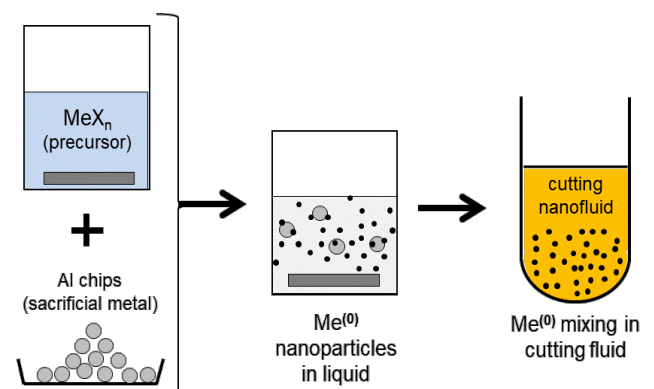 MeXₙ
(precursor)
Al chips
(sacrificial metal)
Me⁽⁰⁾
nanoparticles
in liquid
cutting
nanofluid
Me⁽⁰⁾ mixing in
cutting fluid